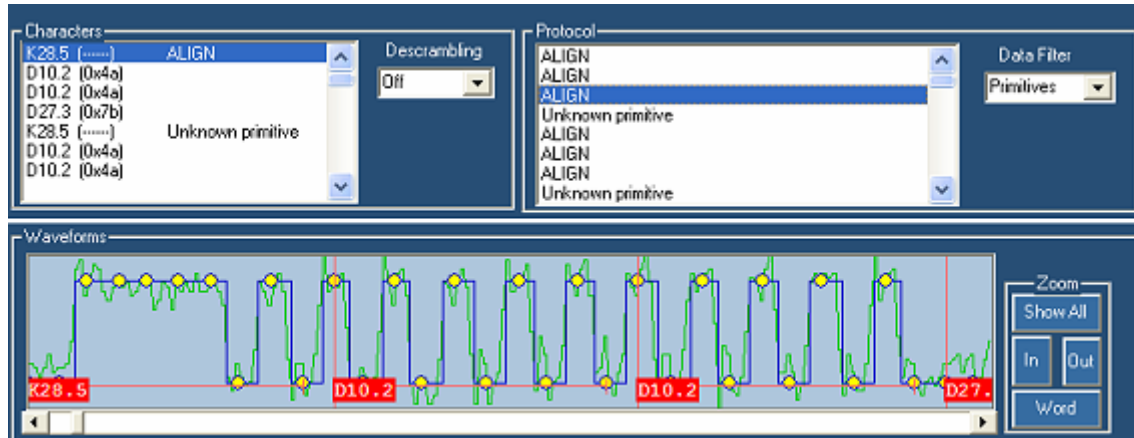 Characters
K28.5 (------) ALIGN
D10.2 (0x4a)
D10.2 (0x4a)
D27.3 (0x7b)
K28.5 (------) Unknown primitive
D10.2 (0x4a)
D10.2 (0x4a)
Descrambling
Off
Protocol
ALIGN
ALIGN
ALIGN
Unknown primitive
ALIGN
ALIGN
ALIGN
Unknown primitive
Data Filter
Primitives
Waveforms
K28.5
D10.2
D10.2
D27.
Zoom
Show All
In
Out
Word